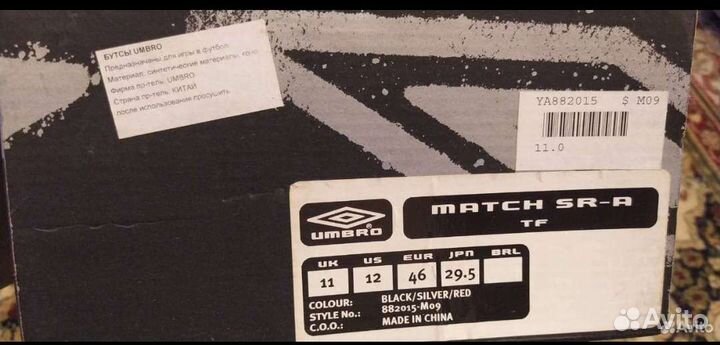 БУТСЫ UMBRO
Предназначены для игры в футбол
Материал: синтетические материалы,
Фирма пр-тель: UMBRO
Страна пр-тель: КИТАЙ
после использования просушить
YA882015 $ M09
11.0
UMBRO
MATCH SR-A
TF
UK US EUR JPN BRL
11 12 46 29.5
COLOUR: BLACK/SILVER/RED
STYLE No.: 882015-M09
C.O.O.: MADE IN CHINA
Avito